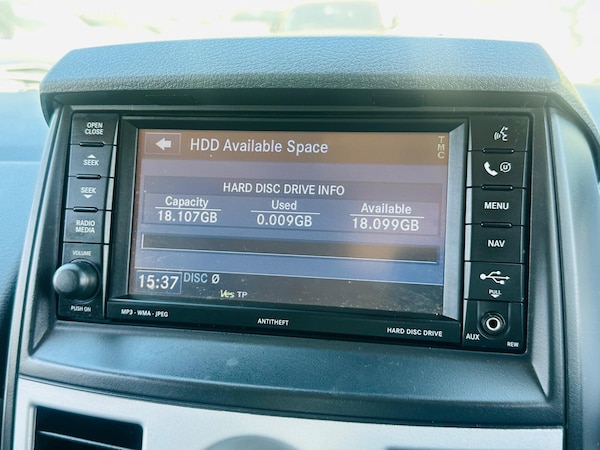 OPEN
CLOSE
SEEK
SEEK
RADIO
MEDIA
VOLUME
PUSH ON
HDD Available Space
TMC
HARD DISC DRIVE INFO
Capacity Used Available
18.107GB 0.009GB 18.099GB
15:37 DISC Ø
Yes TP
MP3 - WMA - JPEG ANTITHEFT HARD DISC DRIVE
MENU
NAV
PULL
AUX
REW